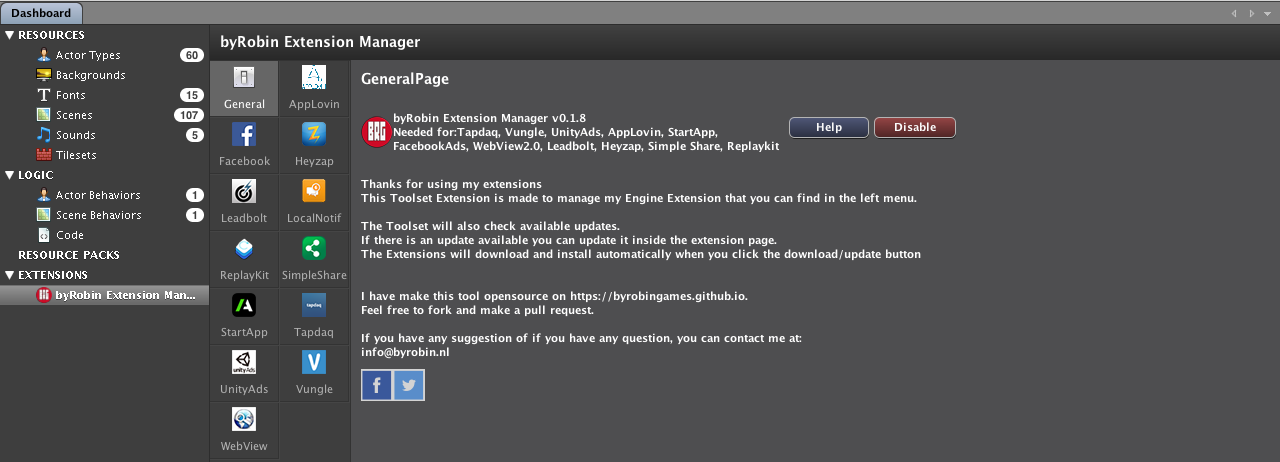 Dashboard
RESOURCES
Actor Types 60
Backgrounds
Fonts 15
Scenes 107
Sounds 5
Tilesets
LOGIC
Actor Behaviors 1
Scene Behaviors 1
Code
RESOURCE PACKS
EXTENSIONS
BRG byRobin Extension Man...
byRobin Extension Manager
General
AppLovin
Facebook
Heyzap
Leadbolt
LocalNotif
ReplayKit
SimpleShare
StartApp
tapdaq
Tapdaq
unityAds
UnityAds
Vungle
WebView
GeneralPage
BRG
byRobin Extension Manager v0.1.8
Needed for:Tapdaq, Vungle, UnityAds, AppLovin, StartApp,
FacebookAds, WebView2.0, Leadbolt, Heyzap, Simple Share, Replaykit
Help
Disable
Thanks for using my extensions
This Toolset Extension is made to manage my Engine Extension that you can find in the left menu.
The Toolset will also check available updates.
If there is an update available you can update it inside the extension page.
The Extensions will download and install automatically when you click the download/update button
I have make this tool opensource on https://byrobingames.github.io.
Feel free to fork and make a pull request.
If you have any suggestion of if you have any question, you can contact me at:
info@byrobin.nl